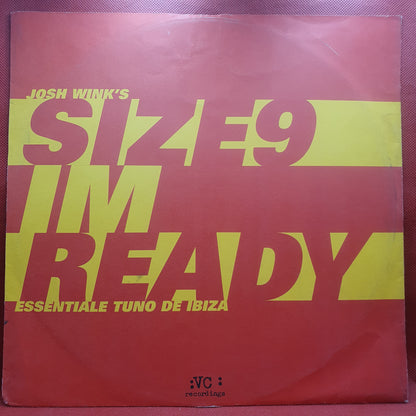 JOSH WINK'S
SIZE9
IM
READY
ESSENTIALE TUNO DE IBIZA
:VC :
recordings